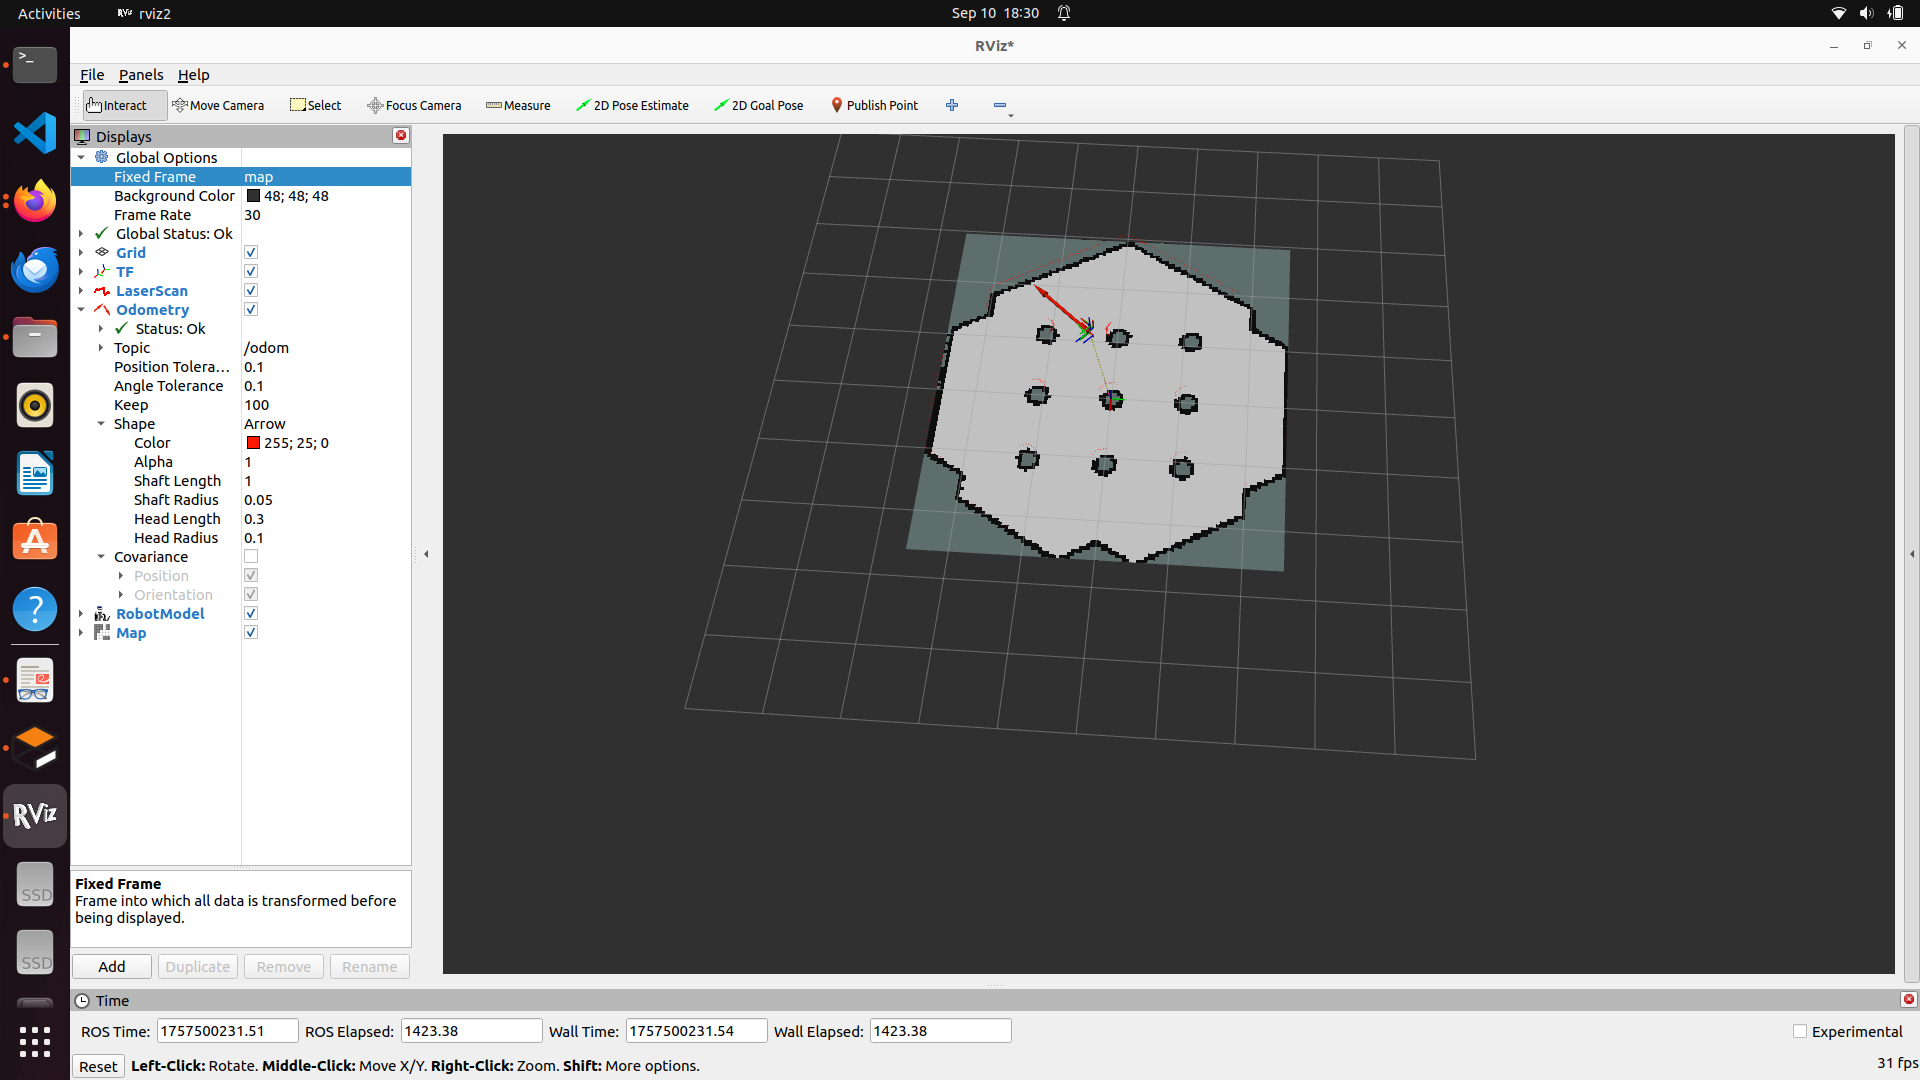 Activities
RViz rviz2
Sep 10 18:30
RViz*
File Panels Help
Interact Move Camera Select Focus Camera Measure 2D Pose Estimate 2D Goal Pose Publish Point
Displays
Global Options
Fixed Frame map
Background Color 48; 48; 48
Frame Rate 30
Global Status: Ok
Grid
TF
LaserScan
Odometry
Status: Ok
Topic /odom
Position Tolera... 0.1
Angle Tolerance 0.1
Keep 100
Shape Arrow
Color 255; 25; 0
Alpha 1
Shaft Length 1
Shaft Radius 0.05
Head Length 0.3
Head Radius 0.1
Covariance
Position
Orientation
RobotModel
Map
RViz
SSD
SSD
Fixed Frame
Frame into which all data is transformed before
being displayed.
Add Duplicate Remove Rename
Time
ROS Time: 1757500231.51 ROS Elapsed: 1423.38 Wall Time: 1757500231.54 Wall Elapsed: 1423.38 Experimental
Reset Left-Click: Rotate. Middle-Click: Move X/Y. Right-Click: Zoom. Shift: More options. 31 fps